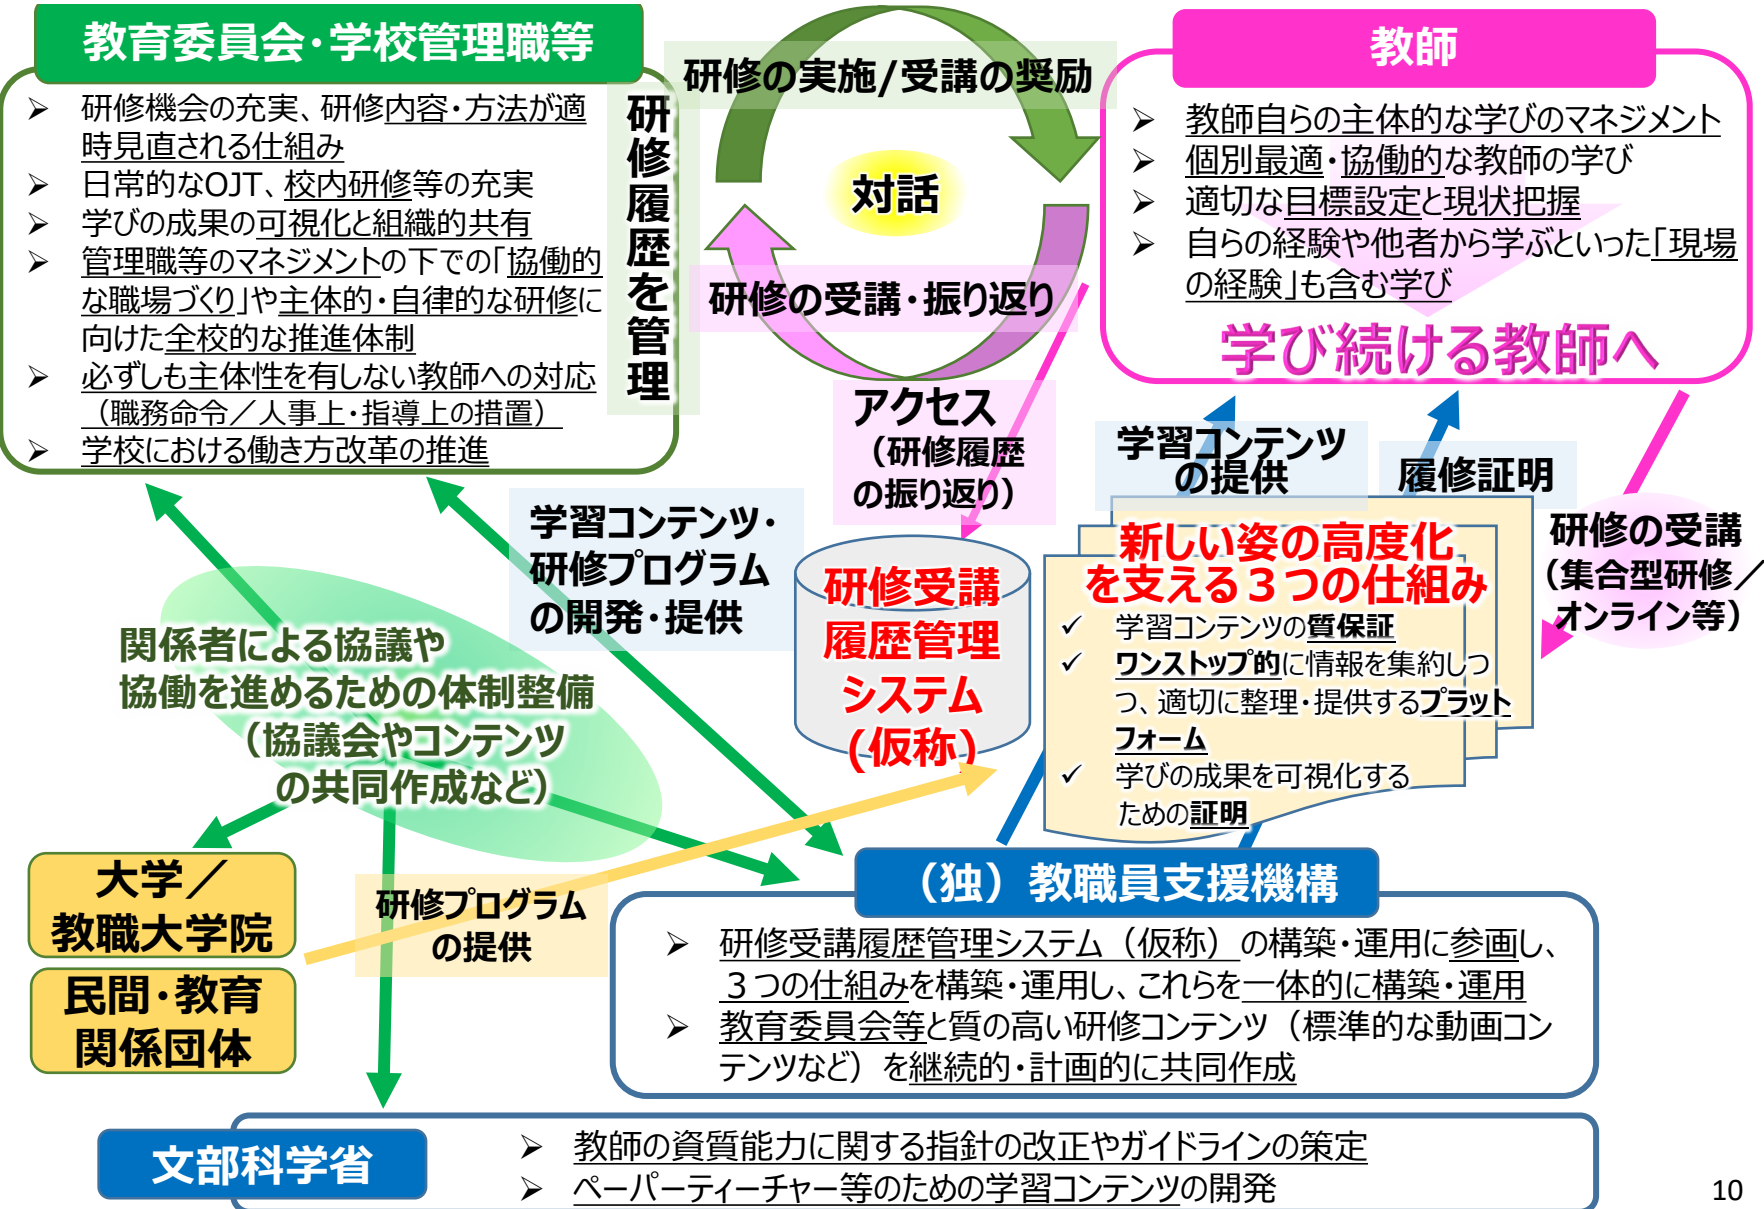 教育委員会・学校管理職等
➢ 研修機会の充実、研修内容・方法が適
時見直される仕組み
➢ 日常的なOJT、校内研修等の充実
➢ 学びの成果の可視化と組織的共有
➢ 管理職等のマネジメントの下での「協働的
な職場づくり」や主体的・自律的な研修に
向けた全校的な推進体制
➢ 必ずしも主体性を有しない教師への対応
（職務命令／人事上・指導上の措置）
➢ 学校における働き方改革の推進
研修履歴を管理
研修の実施/受講の奨励
対話
研修の受講・振り返り
教師
➢ 教師自らの主体的な学びのマネジメント
➢ 個別最適・協働的な教師の学び
➢ 適切な目標設定と現状把握
➢ 自らの経験や他者から学ぶといった「現場
の経験」も含む学び
学び続ける教師へ
アクセス
（研修履歴
の振り返り）
学習コンテンツ
の提供
履修証明
研修の受講
（集合型研修／
オンライン等）
学習コンテンツ・
研修プログラム
の開発・提供
研修受講
履歴管理
システム
(仮称)
新しい姿の高度化
を支える３つの仕組み
✓ 学習コンテンツの質保証
✓ ワンストップ的に情報を集約しつ
つ、適切に整理・提供するプラット
フォーム
✓ 学びの成果を可視化する
ための証明
関係者による協議や
協働を進めるための体制整備
（協議会やコンテンツ
の共同作成など）
大学／
教職大学院
民間・教育
関係団体
研修プログラム
の提供
（独）教職員支援機構
➢ 研修受講履歴管理システム（仮称）の構築・運用に参画し、
３つの仕組みを構築・運用し、これらを一体的に構築・運用
➢ 教育委員会等と質の高い研修コンテンツ（標準的な動画コン
テンツなど）を継続的・計画的に共同作成
文部科学省
➢ 教師の資質能力に関する指針の改正やガイドラインの策定
➢ ペーパーティーチャー等のための学習コンテンツの開発
10